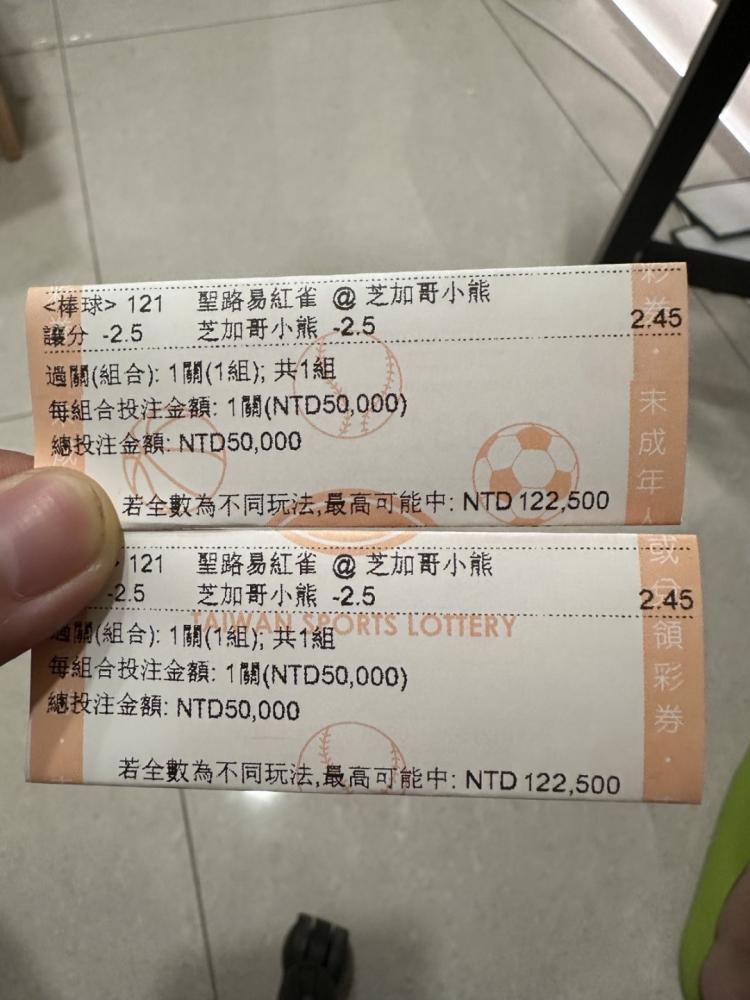 <棒球> 121 聖路易紅雀 @ 芝加哥小熊
讓分 -2.5 芝加哥小熊 -2.5 2.45
過關(組合): 1關(1組); 共1組
每組合投注金額: 1關(NTD50,000)
總投注金額: NTD50,000
若全數為不同玩法,最高可能中: NTD 122,500
> 121 聖路易紅雀 @ 芝加哥小熊
-2.5 芝加哥小熊 -2.5 2.45
TAIWAN SPORTS LOTTERY
過關(組合): 1關(1組); 共1組
每組合投注金額: 1關(NTD50,000)
總投注金額: NTD50,000
若全數為不同玩法,最高可能中: NTD 122,500
彩券・未成年人
領彩券・